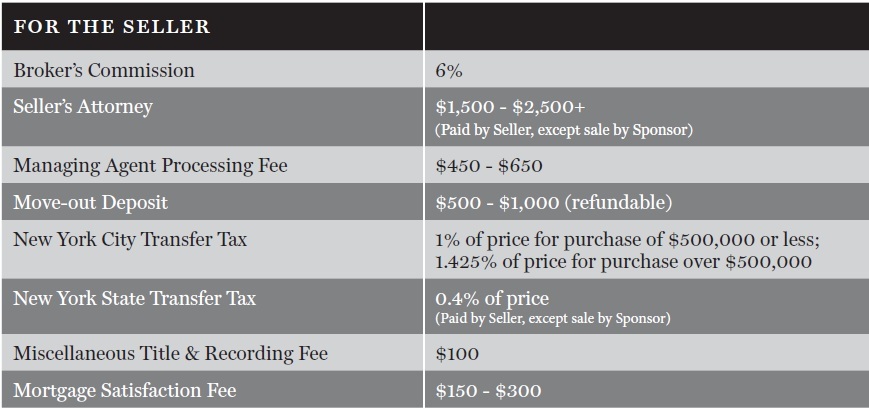 FOR THE SELLER
Broker's Commission 6%
Seller's Attorney $1,500 - $2,500+
(Paid by Seller, except sale by Sponsor)
Managing Agent Processing Fee $450 - $650
Move-out Deposit $500 - $1,000 (refundable)
New York City Transfer Tax 1% of price for purchase of $500,000 or less;
1.425% of price for purchase over $500,000
New York State Transfer Tax 0.4% of price
(Paid by Seller, except sale by Sponsor)
Miscellaneous Title & Recording Fee $100
Mortgage Satisfaction Fee $150 - $300